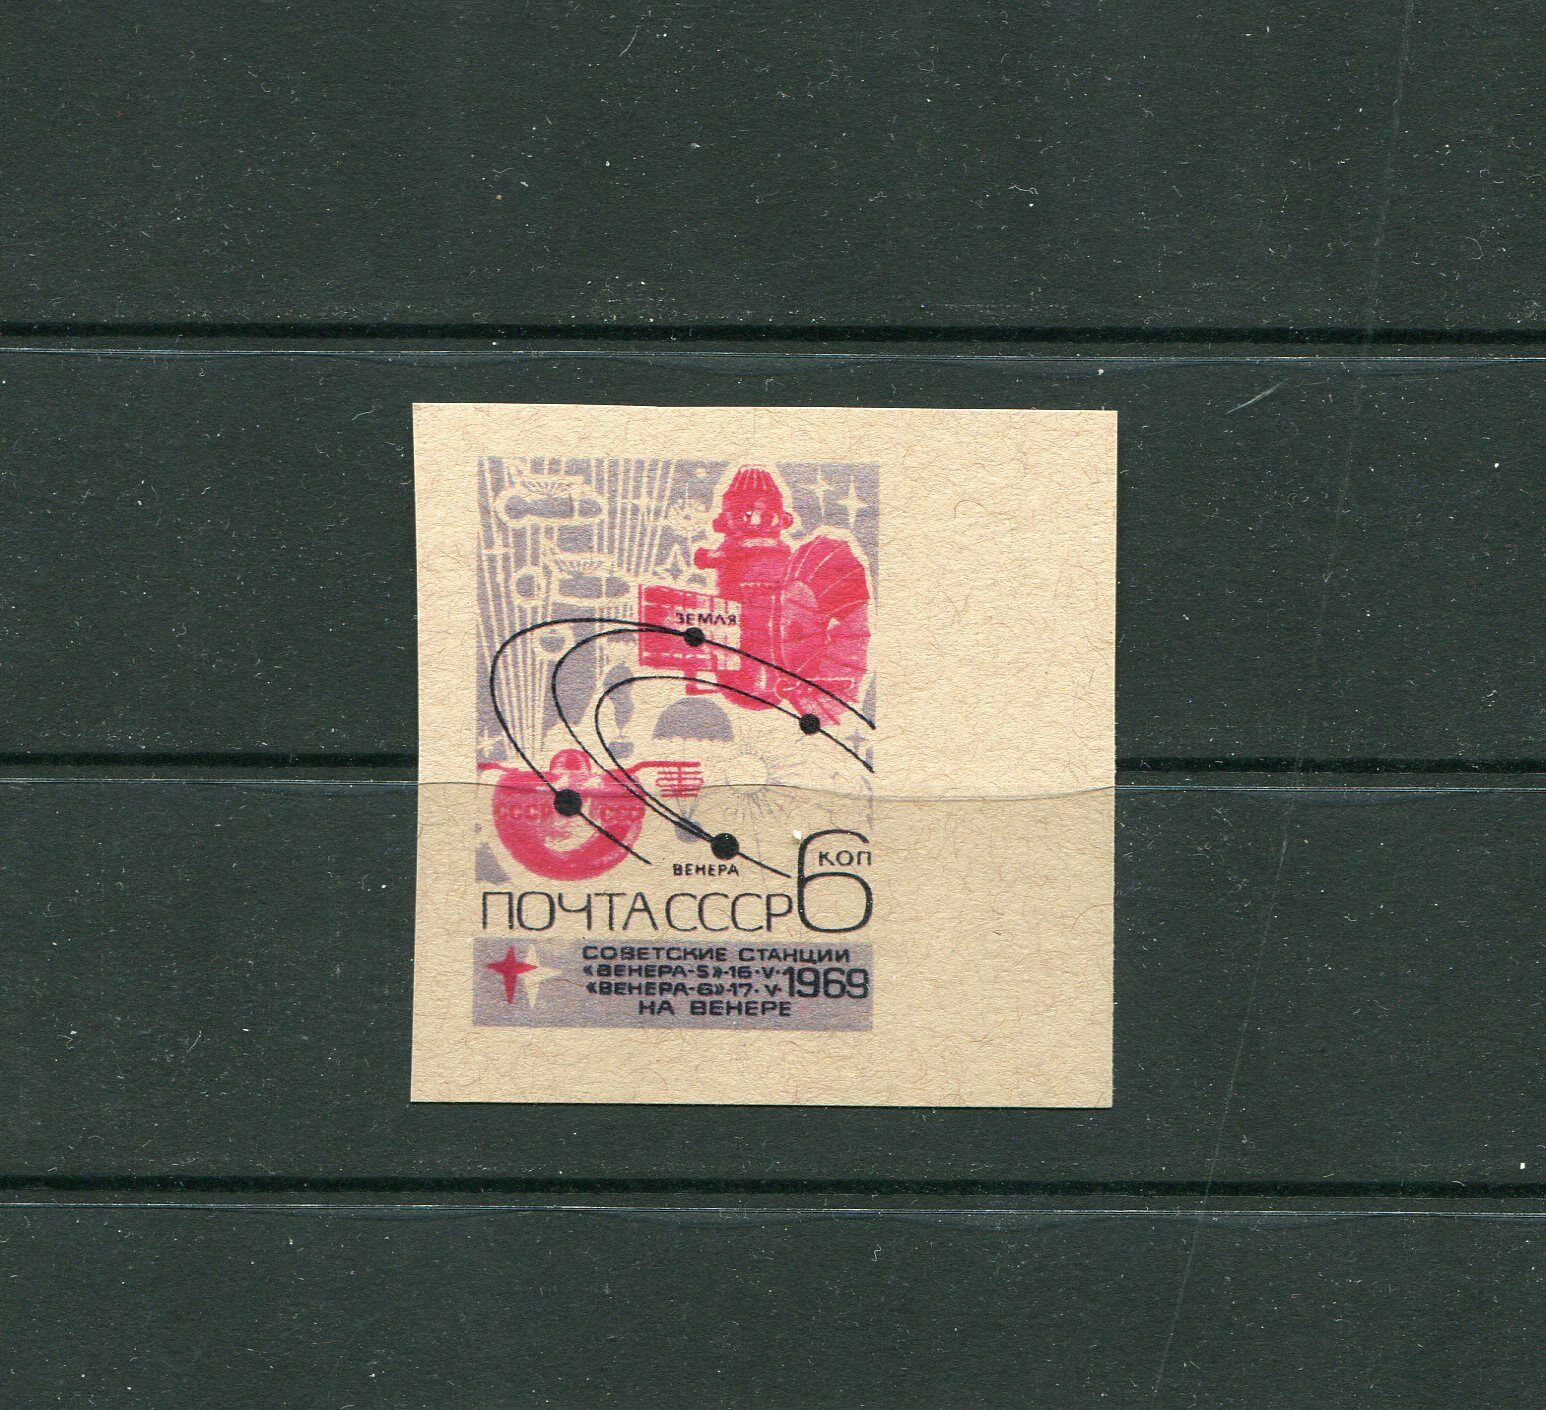 ЗЕМЛЯ
ВЕНЕРА
КОП
ПОЧТА СССР 6
СОВЕТСКИЕ СТАНЦИИ
«ВЕНЕРА-5»·16·V·1969
«ВЕНЕРА-6»·17·V·
НА ВЕНЕРЕ